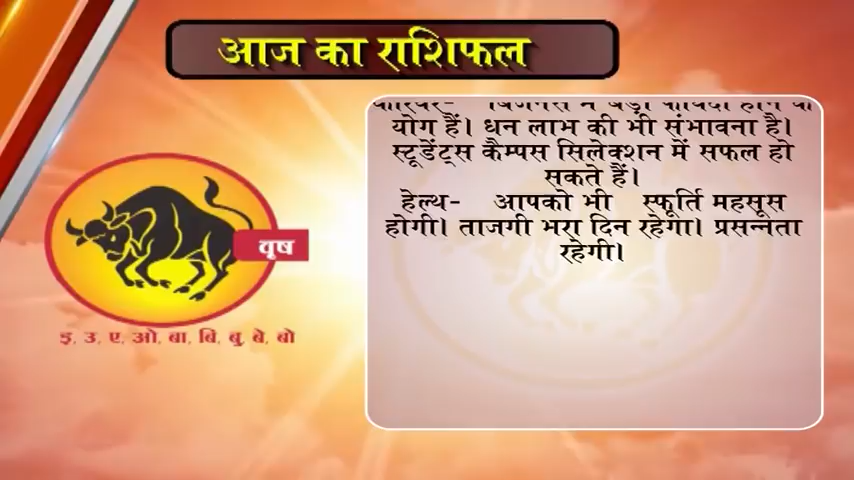 आज का राशिफल
योग हैं। धन लाभ की भी संभावना है।
स्टूडेंट्स कैम्पस सिलेक्शन में सफल हो
सकते हैं।
हेल्थ- आपको भी स्फूर्ति महसूस
होगी। ताजगी भरा दिन रहेगा। प्रसन्नता
रहेगी।
वृष
इ, उ, ए, ओ, बा, बि, बु, बे, बो